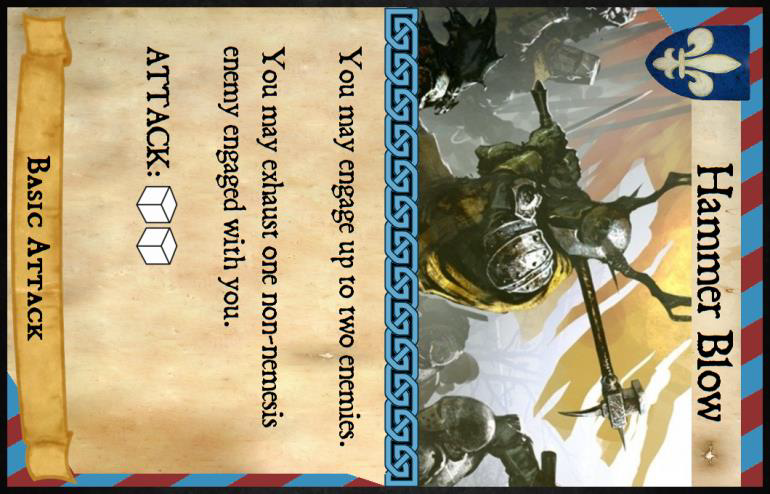 Hammer Blow
You may engage up to two enemies.
You may exhaust one non-nemesis
enemy engaged with you.
ATTACK:
BASIC ATTACK